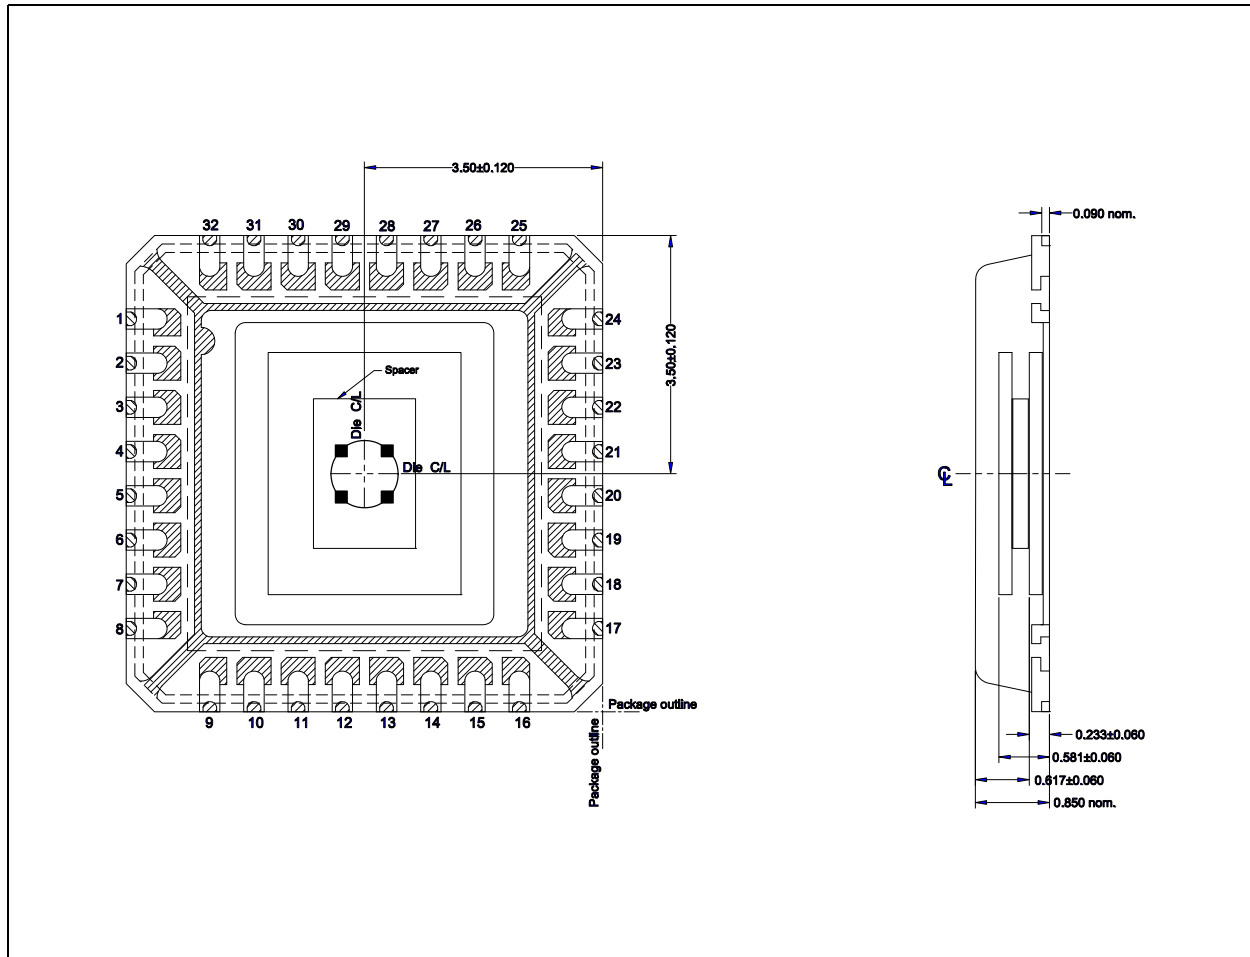 3.50±0.120
0.090 nom.
32 31 30 29 28 27 26 25
3.50±0.120
1 24
2 23
Spacer
3 22
Die C/L
4 21
Die C/L
℄
5 20
6 19
7 18
8 17
Package outline
9 10 11 12 13 14 15 16
Package outline
0.233±0.060
0.581±0.060
0.617±0.060
0.850 nom.